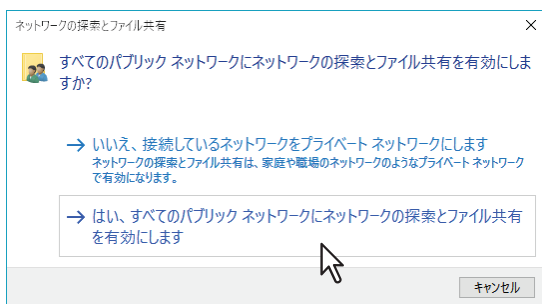 ネットワークの探索とファイル共有
すべてのパブリック ネットワークにネットワークの探索とファイル共有を有効にしま
すか?
いいえ、接続しているネットワークをプライベート ネットワークにします
ネットワークの探索とファイル共有は、家庭や職場のネットワークのようなプライベート ネットワーク
で有効になります。
はい、すべてのパブリック ネットワークにネットワークの探索とファイル共有
を有効にします
キャンセル